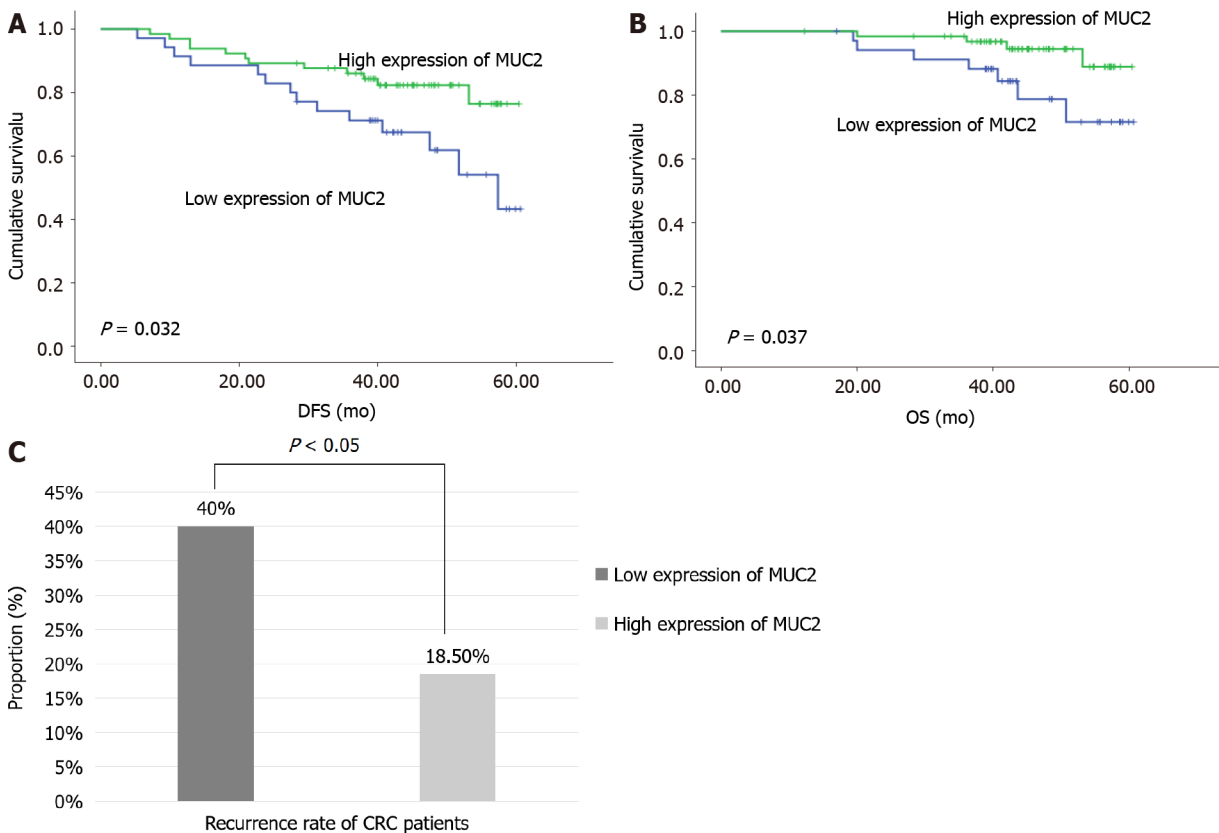 A
Cumulative survivalu
1.0
0.8
0.6
0.4
0.2
0.0
High expression of MUC2
Low expression of MUC2
P = 0.032
0.00 20.00 40.00 60.00
DFS (mo)
B
Cumulative survivalu
1.0
0.8
0.6
0.4
0.2
0.0
High expression of MUC2
Low expression of MUC2
P = 0.037
0.00 20.00 40.00 60.00
OS (mo)
C
P < 0.05
Proportion (%)
45%
40%
35%
30%
25%
20%
15%
10%
5%
0%
40%
18.50%
Recurrence rate of CRC patients
Low expression of MUC2
High expression of MUC2